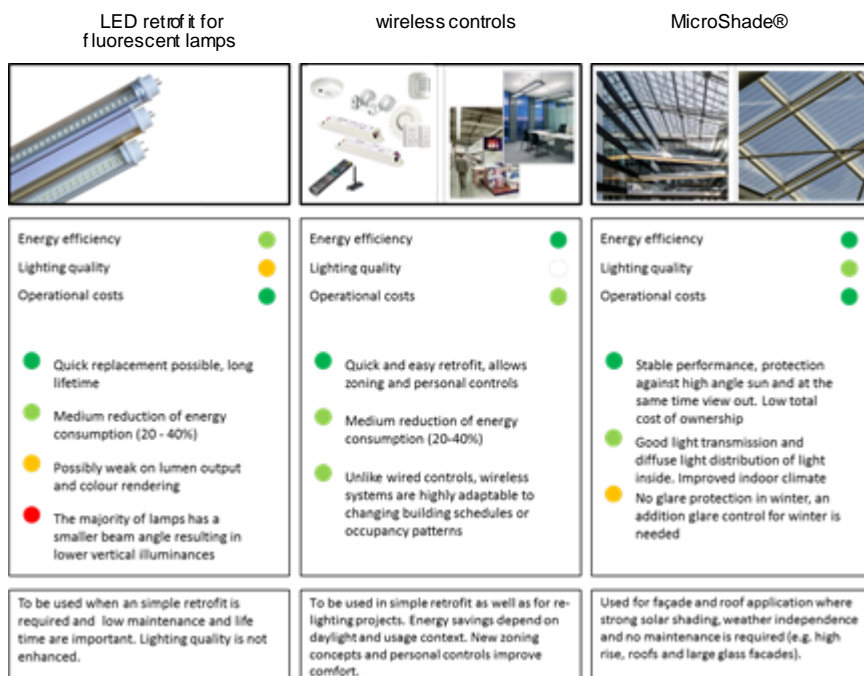 LED retrofit for
fluorescent lamps
wireless controls
MicroShade®
Energy efficiency
Lighting quality
Operational costs
Quick replacement possible, long
lifetime
Medium reduction of energy
consumption (20 - 40%)
Possibly weak on lumen output
and colour rendering
The majority of lamps has a
smaller beam angle resulting in
lower vertical illuminances
To be used when an simple retrofit is
required and low maintenance and life
time are important. Lighting quality is not
enhanced.
Energy efficiency
Lighting quality
Operational costs
Quick and easy retrofit, allows
zoning and personal controls
Medium reduction of energy
consumption (20-40%)
Unlike wired controls, wireless
systems are highly adaptable to
changing building schedules or
occupancy patterns
To be used in simple retrofit as well as for re-
lighting projects. Energy savings depend on
daylight and usage context. New zoning
concepts and personal controls improve
comfort.
Energy efficiency
Lighting quality
Operational costs
Stable performance, protection
against high angle sun and at the
same time view out. Low total
cost of ownership
Good light transmission and
diffuse light distribution of light
inside. Improved indoor climate
No glare protection in winter, an
addition glare control for winter is
needed
Used for façade and roof application where
strong solar shading, weather independence
and no maintenance is required (e.g. high
rise, roofs and large glass facades).